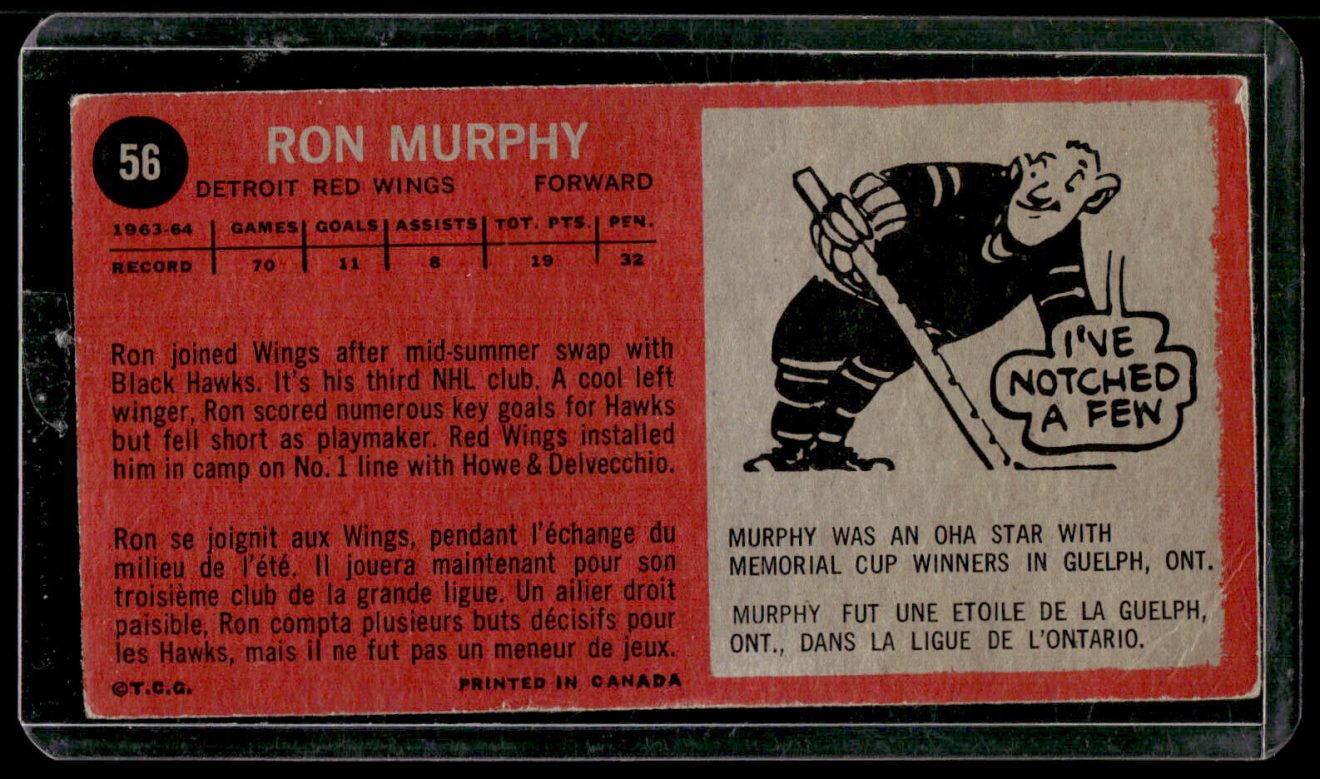 56
RON MURPHY
DETROIT RED WINGS FORWARD
1963-64 GAMES GOALS ASSISTS TOT. PTS. PEN.
RECORD 70 11 8 19 32
Ron joined Wings after mid-summer swap with
Black Hawks. It's his third NHL club. A cool left
winger, Ron scored numerous key goals for Hawks
but fell short as playmaker. Red Wings installed
him in camp on No. 1 line with Howe & Delvecchio.
Ron se joignit aux Wings, pendant l'échange du
milieu de l'été. Il jouera maintenant pour son
troisième club de la grande ligue. Un ailier droit
paisible, Ron compta plusieurs buts décisifs pour
les Hawks, mais il ne fut pas un meneur de jeux.
©T.C.G. PRINTED IN CANADA
I'VE
NOTCHED
A FEW
MURPHY WAS AN OHA STAR WITH
MEMORIAL CUP WINNERS IN GUELPH, ONT.
MURPHY FUT UNE ETOILE DE LA GUELPH,
ONT., DANS LA LIGUE DE L'ONTARIO.